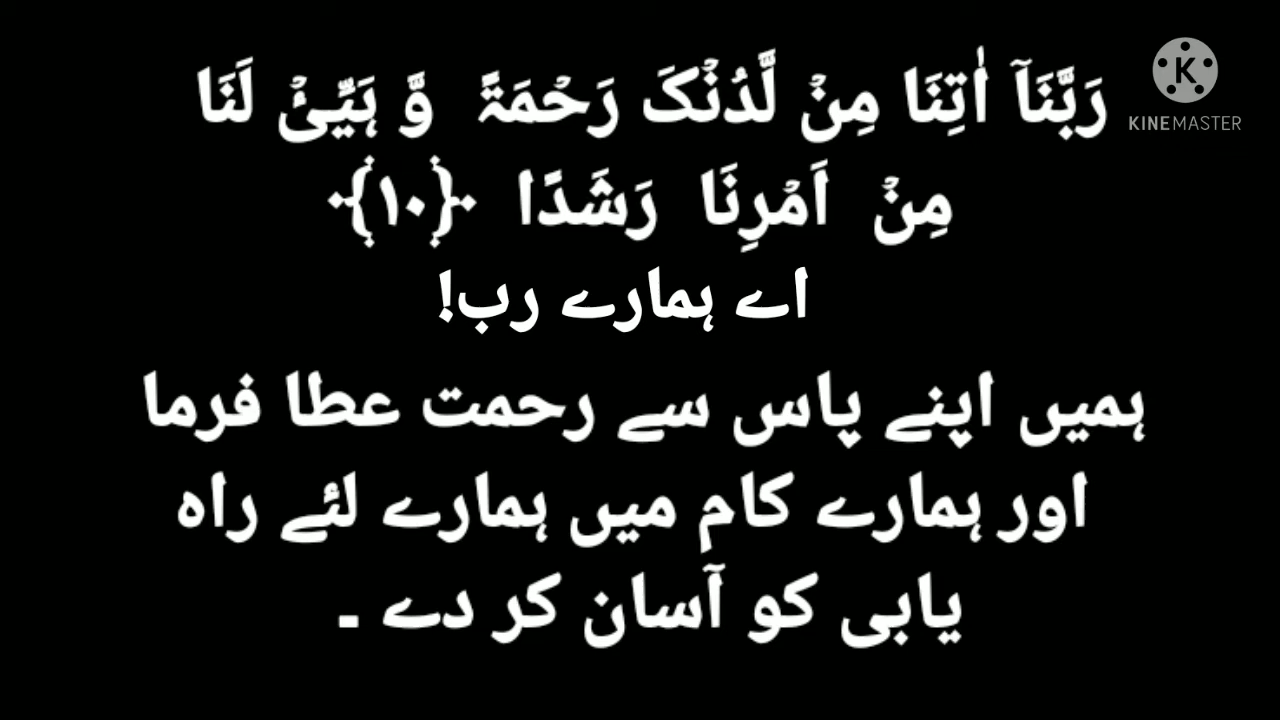 رَبَّنَاۤ اٰتِنَا مِنۡ لَّدُنۡکَ رَحۡمَۃً وَّ ہَیِّیٔۡ لَنَا
مِنۡ اَمۡرِنَا رَشَدًا ﴿۱۰﴾
اے ہمارے رب!
ہمیں اپنے پاس سے رحمت عطا فرما
اور ہمارے کام میں ہمارے لئے راہ
یابی کو آسان کر دے ۔
K
KINEMASTER